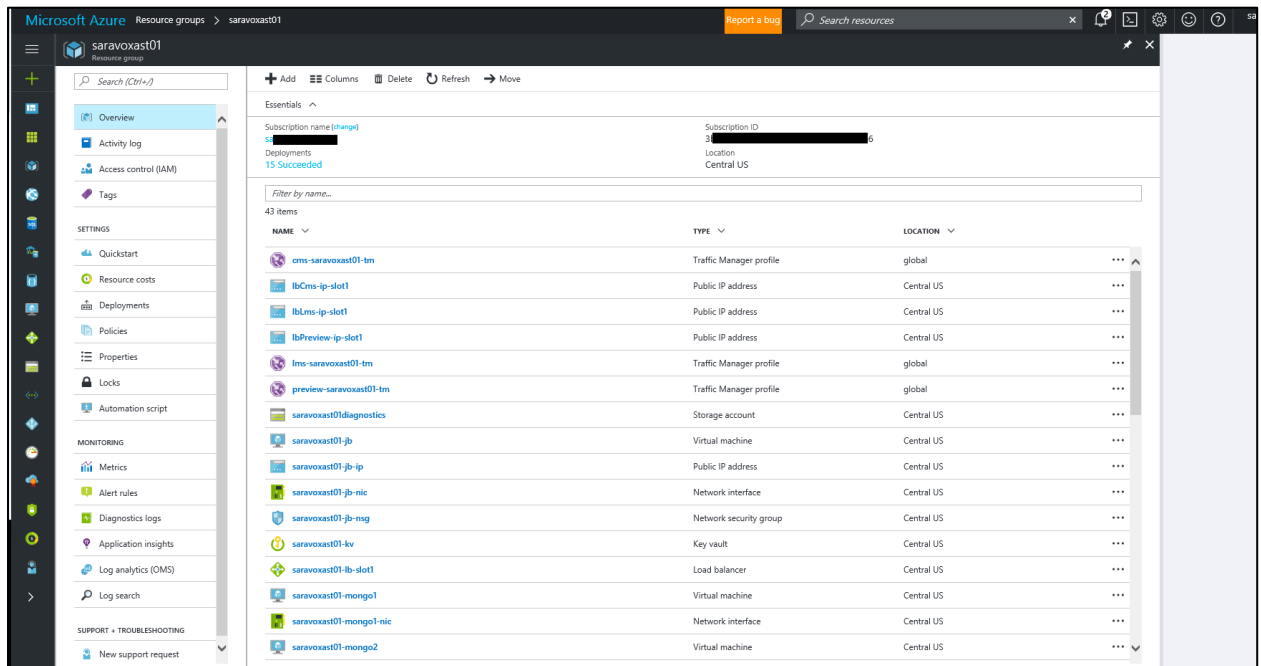 Microsoft Azure Resource groups > saravoxast01 Report a bug Search resources × 2 sa
saravoxast01
Resource group
Search (Ctrl+/)
Overview
Activity log
Access control (IAM)
Tags
SETTINGS
Quickstart
Resource costs
Deployments
Policies
Properties
Locks
Automation script
MONITORING
Metrics
Alert rules
Diagnostics logs
Application insights
Log analytics (OMS)
Log search
SUPPORT + TROUBLESHOOTING
New support request
Add Columns Delete Refresh Move
Essentials
Subscription name (change) Subscription ID
sa 3 6
Deployments Location
15 Succeeded Central US
Filter by name...
43 items
NAME TYPE LOCATION
cms-saravoxast01-tm Traffic Manager profile global ...
lbCms-ip-slot1 Public IP address Central US ...
lbLms-ip-slot1 Public IP address Central US ...
lbPreview-ip-slot1 Public IP address Central US ...
lms-saravoxast01-tm Traffic Manager profile global ...
preview-saravoxast01-tm Traffic Manager profile global ...
saravoxast01diagnostics Storage account Central US ...
saravoxast01-jb Virtual machine Central US ...
saravoxast01-jb-ip Public IP address Central US ...
saravoxast01-jb-nic Network interface Central US ...
saravoxast01-jb-nsg Network security group Central US ...
saravoxast01-kv Key vault Central US ...
saravoxast01-lb-slot1 Load balancer Central US ...
saravoxast01-mongo1 Virtual machine Central US ...
saravoxast01-mongo1-nic Network interface Central US ...
saravoxast01-mongo2 Virtual machine Central US ...